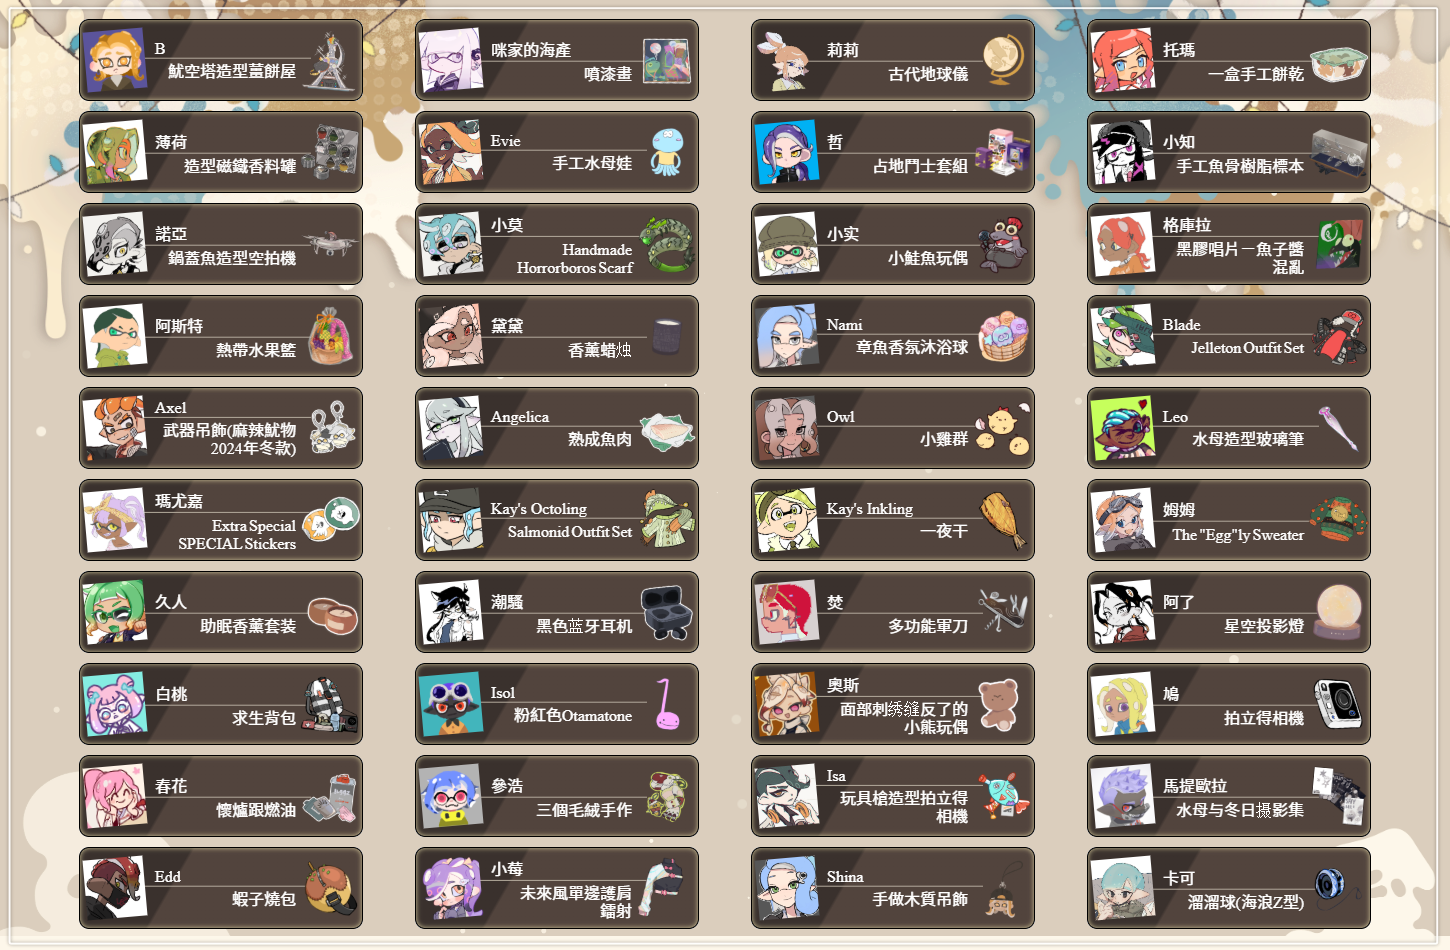 B
魷空塔造型薑餅屋
咪家的海產
噴漆畫
莉莉
古代地球儀
托瑪
一盒手工餅乾
薄荷
造型磁鐵香料罐
Evie
手工水母娃
哲
占地鬥士套組
小知
手工魚骨樹脂標本
諾亞
鍋蓋魚造型空拍機
小莫
Handmade
Horrorboros Scarf
小实
小鮭魚玩偶
格庫拉
黑膠唱片－魚子醬
混亂
阿斯特
熱帶水果籃
黛黛
香薰蜡烛
Nami
章魚香氛沐浴球
Blade
Jelleton Outfit Set
Axel
武器吊飾(麻辣魷物
2024年冬款)
Angelica
熟成魚肉
Owl
小雞群
Leo
水母造型玻璃筆
瑪尤嘉
Extra Special
SPECIAL Stickers
Kay's Octoling
Salmonid Outfit Set
Kay's Inkling
一夜干
姆姆
The "Egg"ly Sweater
久人
助眠香薰套装
潮騷
黑色蓝牙耳机
焚
多功能軍刀
阿了
星空投影燈
白桃
求生背包
Isol
粉紅色Otamatone
奧斯
面部刺绣缝反了的
小熊玩偶
鳩
拍立得相機
春花
懷爐跟燃油
參浩
三個毛絨手作
Isa
玩具槍造型拍立得
相機
馬提歐拉
水母与冬日摄影集
Edd
蝦子燒包
小莓
未來風單邊護肩
鐳射
Shina
手做木質吊飾
卡可
溜溜球(海浪Z型)